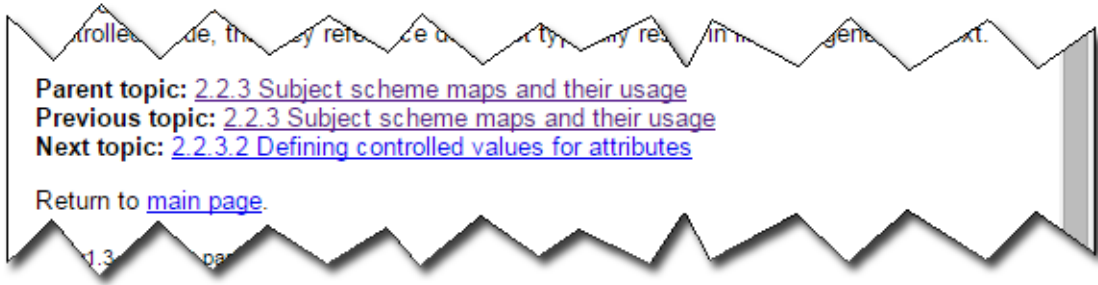 Parent topic: 2.2.3 Subject scheme maps and their usage
Previous topic: 2.2.3 Subject scheme maps and their usage
Next topic: 2.2.3.2 Defining controlled values for attributes
Return to main page.